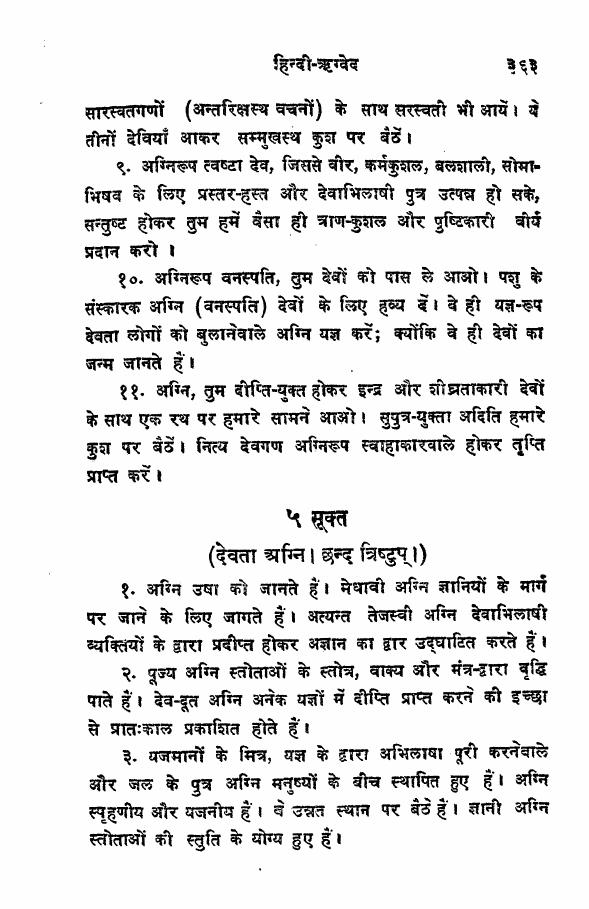 हिन्दी-ऋग्वेद ३६३
सारस्वतगणों (अन्तरिक्षस्थ वचनों) के साथ सरस्वती भी आयें। ये
तीनों देवियाँ आकर सम्मुखस्थ कुश पर बैठें।
९. अग्निरूप त्वष्टा देव, जिससे वीर, कर्मकुशल, बलशाली, सोमा-
भिषव के लिए प्रस्तर-हस्त और देवाभिलाषी पुत्र उत्पन्न हो सके,
सन्तुष्ट होकर तुम हमें वैसा ही त्राण-कुशल और पुष्टिकारी वीर्य
प्रदान करो ।
१०. अग्निरूप वनस्पति, तुम देवों को पास ले आओ। पशु के
संस्कारक अग्नि (वनस्पति) देवों के लिए हव्य दें। वे ही यज्ञ-रूप
देवता लोगों को बुलानेवाले अग्नि यज्ञ करें; क्योंकि वे ही देवों का
जन्म जानते हैं।
११. अग्नि, तुम दीप्ति-युक्त होकर इन्द्र और शीघ्रताकारी देवों
के साथ एक रथ पर हमारे सामने आओ। सुपुत्र-युक्ता अदिति हमारे
कुश पर बैठें। नित्य देवगण अग्निरूप स्वाहाकारवाले होकर तृप्ति
प्राप्त करें।
५ सूक्त
(देवता अग्नि। छन्द त्रिष्टुप्।)
१. अग्नि उषा को जानते हैं। मेधावी अग्नि ज्ञानियों के मार्ग
पर जाने के लिए जागते हैं। अत्यन्त तेजस्वी अग्नि देवाभिलाषी
व्यक्तियों के द्वारा प्रदीप्त होकर अज्ञान का द्वार उद्घाटित करते हैं।
२. पूज्य अग्नि स्तोताओं के स्तोत्र, वाक्य और मंत्र-द्वारा वृद्धि
पाते हैं। देव-दूत अग्नि अनेक यज्ञों में दीप्ति प्राप्त करने की इच्छा
से प्रातःकाल प्रकाशित होते हैं।
३. यजमानों के मित्र, यज्ञ के द्वारा अभिलाषा पूरी करनेवाले
और जल के पुत्र अग्नि मनुष्यों के बीच स्थापित हुए हैं। अग्नि
स्पृहणीय और यजनीय हैं। वे उन्नत स्थान पर बैठे हैं। ज्ञानी अग्नि
स्तोताओं की स्तुति के योग्य हुए हैं।